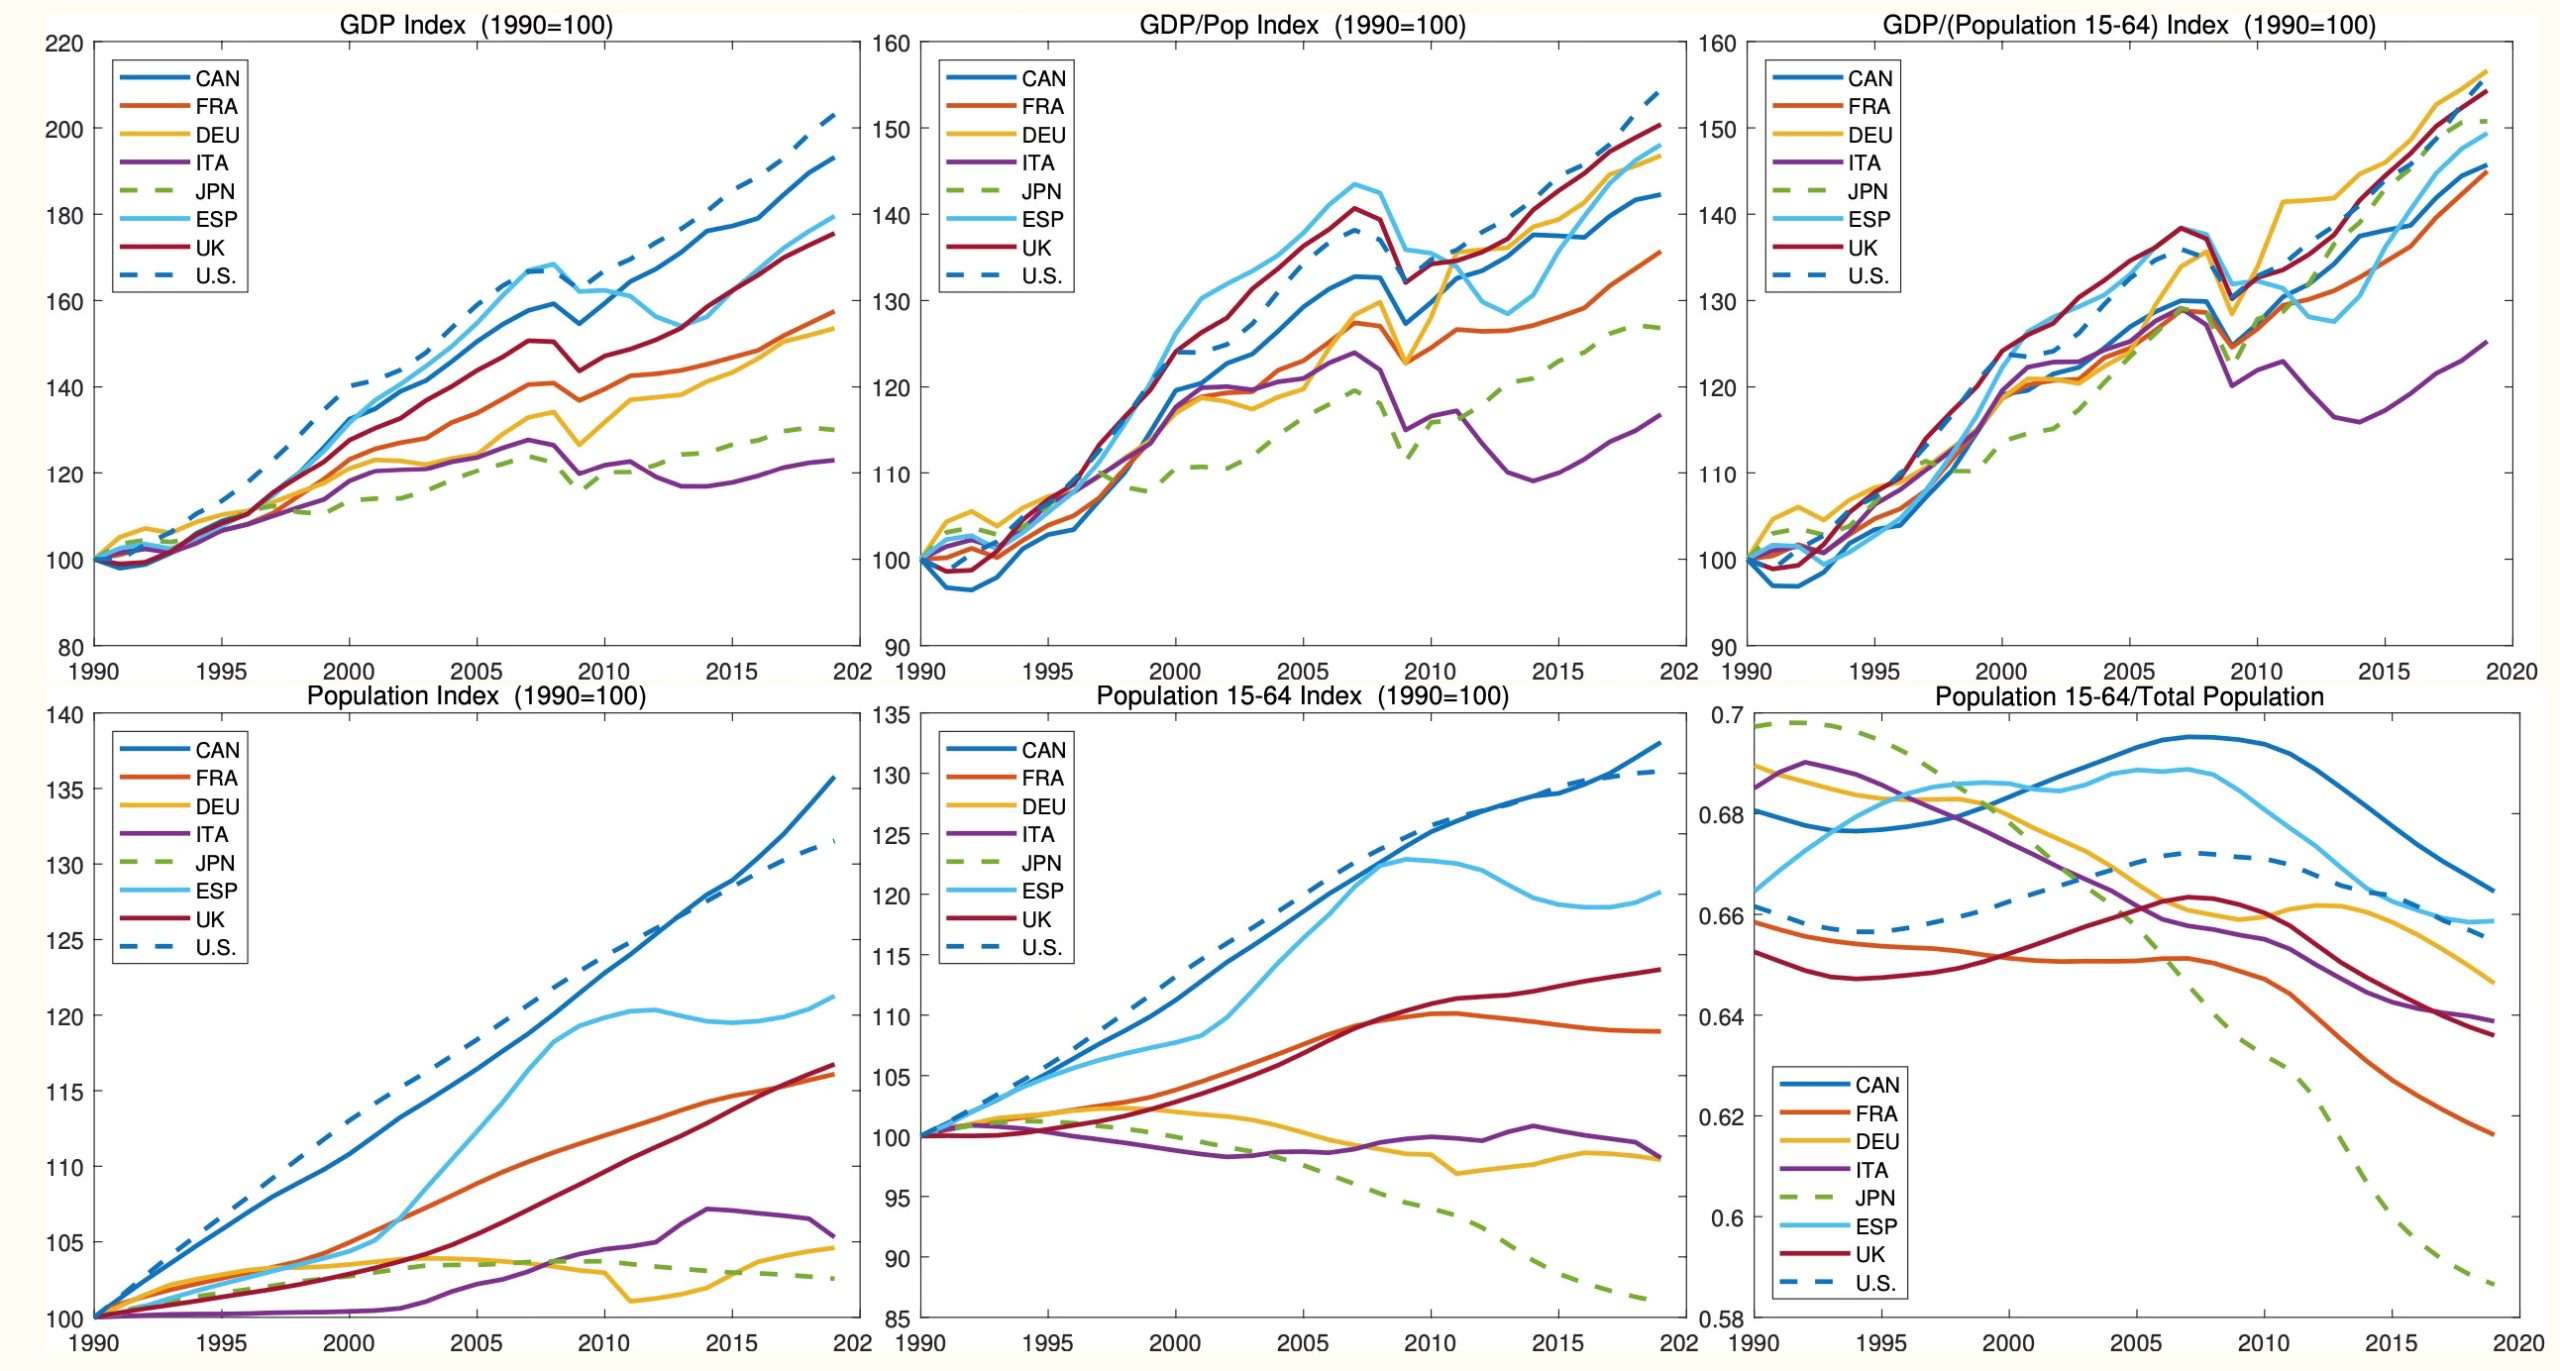 GDP Index (1990=100)
220
200
180
160
140
120
100
80
CAN
FRA
DEU
ITA
JPN
ESP
UK
U.S.
1990 1995 2000 2005 2010 2015 202
GDP/Pop Index (1990=100)
160
150
140
130
120
110
100
90
CAN
FRA
DEU
ITA
JPN
ESP
UK
U.S.
1990 1995 2000 2005 2010 2015 202
GDP/(Population 15-64) Index (1990=100)
160
150
140
130
120
110
100
90
CAN
FRA
DEU
ITA
JPN
ESP
UK
U.S.
1990 1995 2000 2005 2010 2015 2020
Population Index (1990=100)
140
135
130
125
120
115
110
105
100
CAN
FRA
DEU
ITA
JPN
ESP
UK
U.S.
1990 1995 2000 2005 2010 2015 202
Population 15-64 Index (1990=100)
135
130
125
120
115
110
105
100
95
90
85
CAN
FRA
DEU
ITA
JPN
ESP
UK
U.S.
1990 1995 2000 2005 2010 2015 202
Population 15-64/Total Population
0.7
0.68
0.66
0.64
0.62
0.6
0.58
CAN
FRA
DEU
ITA
JPN
ESP
UK
U.S.
1990 1995 2000 2005 2010 2015 2020